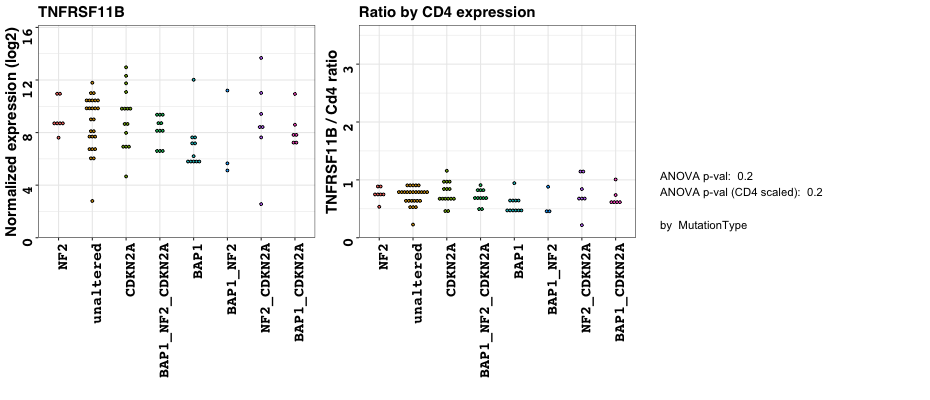 TNFRSF11B
Normalized expression (log2)
16
12
8
4
0
NF2
unaltered
CDKN2A
BAP1_NF2_CDKN2A
BAP1
BAP1_NF2
NF2_CDKN2A
BAP1_CDKN2A
Ratio by CD4 expression
TNFRSF11B / Cd4 ratio
3
2
1
0
NF2
unaltered
CDKN2A
BAP1_NF2_CDKN2A
BAP1
BAP1_NF2
NF2_CDKN2A
BAP1_CDKN2A
ANOVA p-val: 0.2
ANOVA p-val (CD4 scaled): 0.2
by MutationType